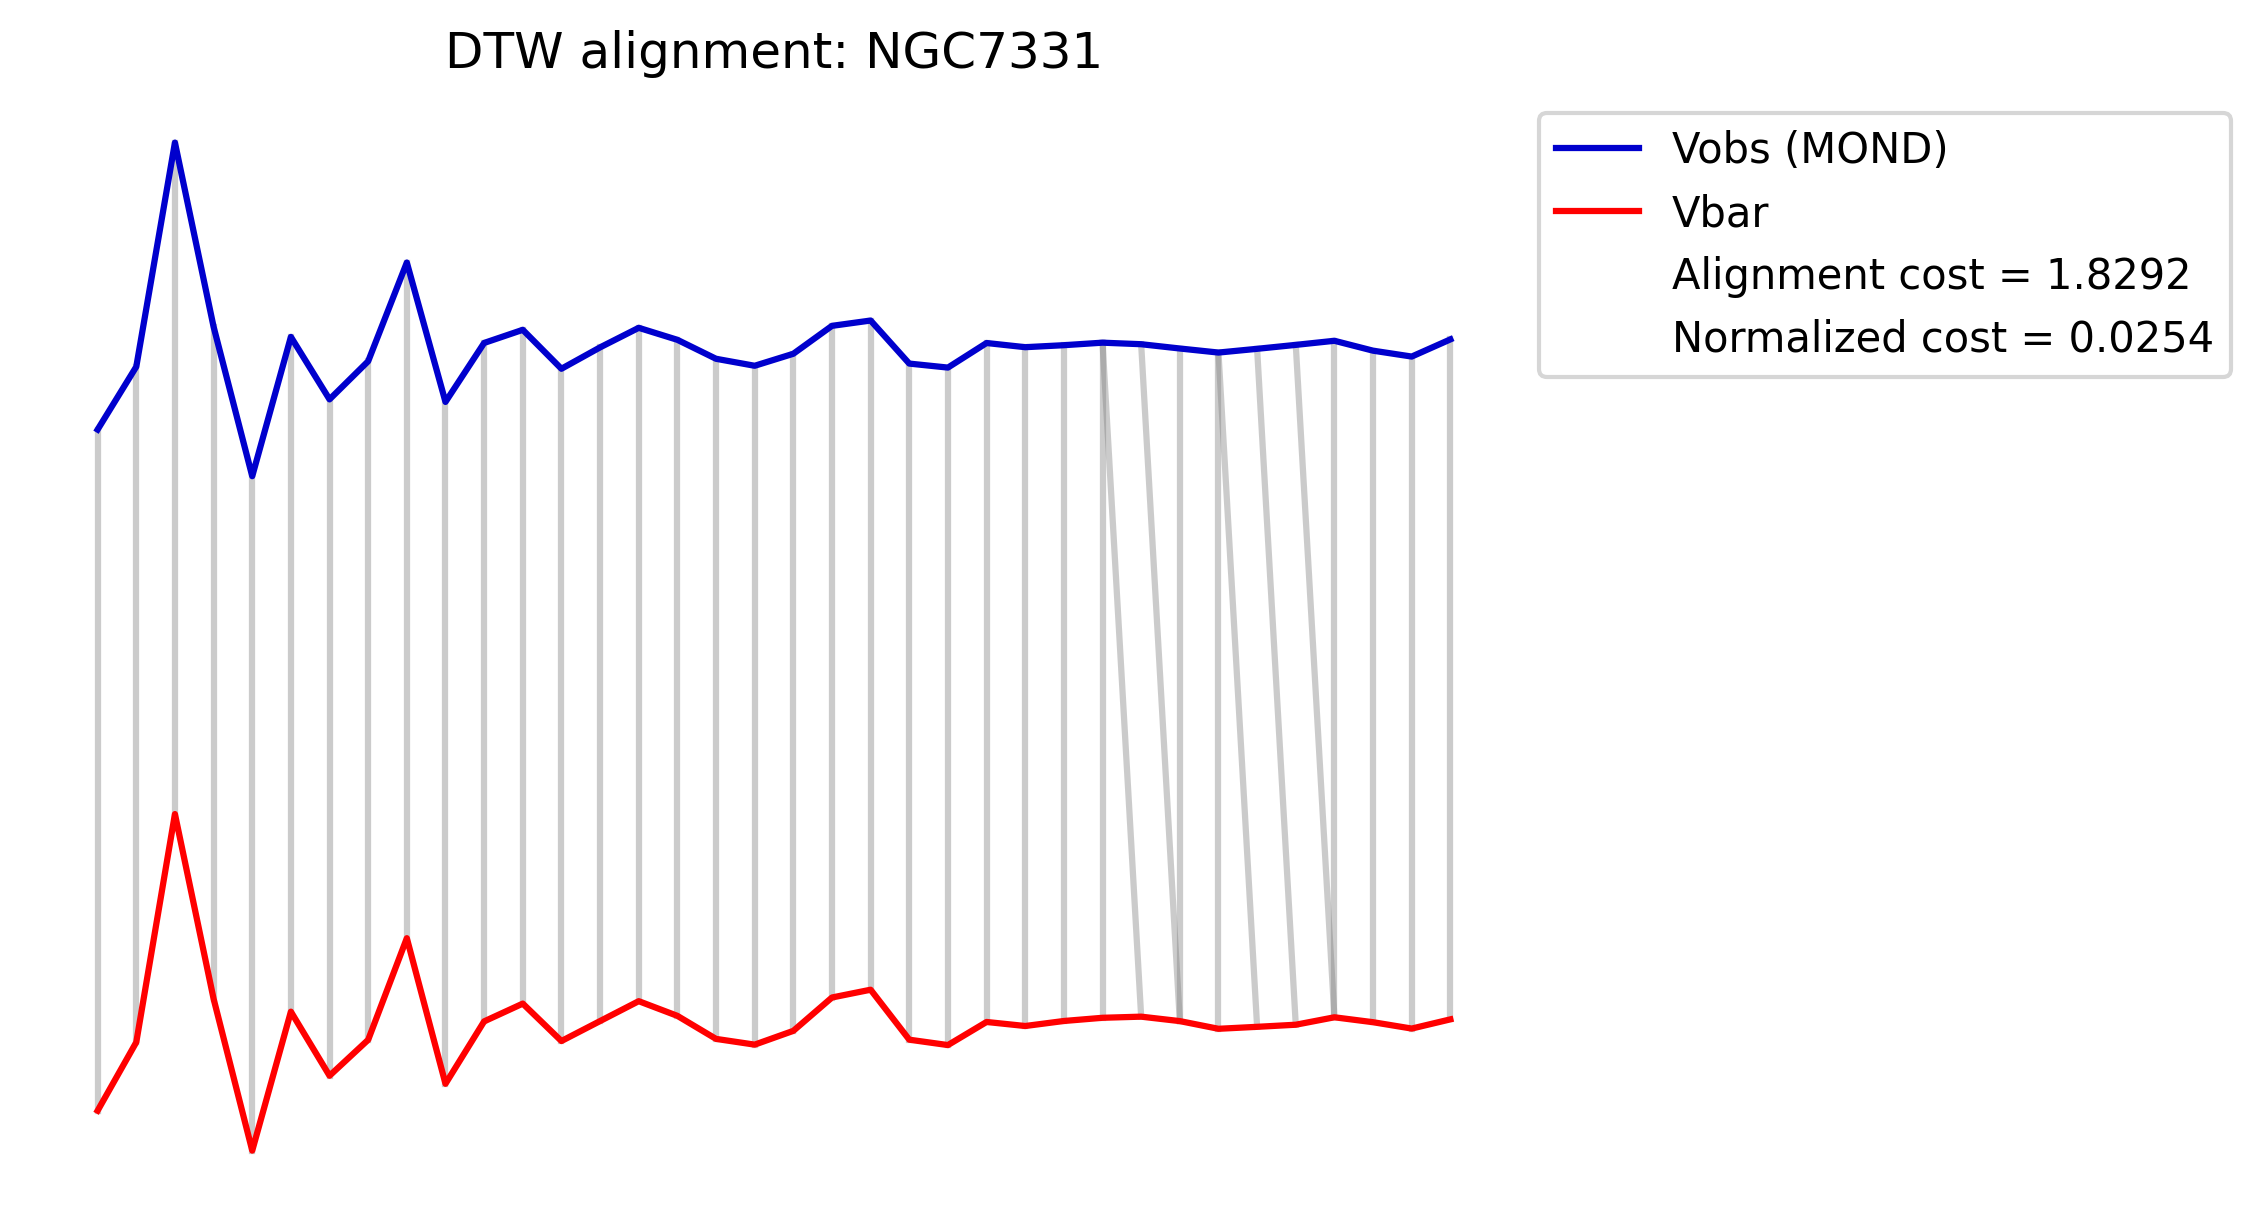 DTW alignment: NGC7331
Vobs (MOND)
Vbar
Alignment cost = 1.8292
Normalized cost = 0.0254